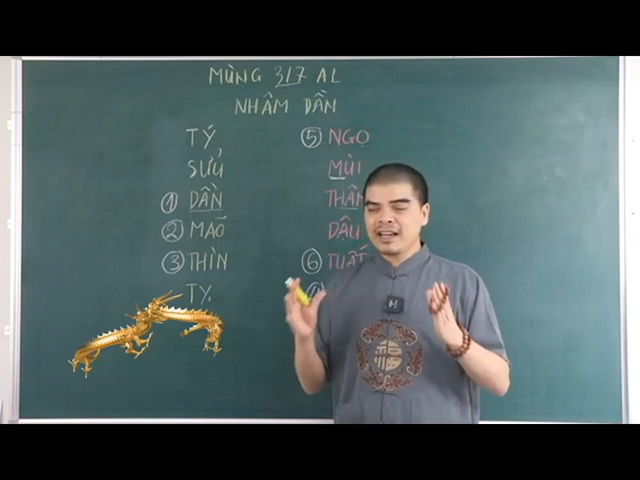 MÙNG 3/7 AL
NHÂM DẦN
TÝ
SỬU
① DẦN
② MÃO
③ THÌN
TỴ
⑤ NGỌ
MÙI
THÂN
DẬU
⑥ TUẤT